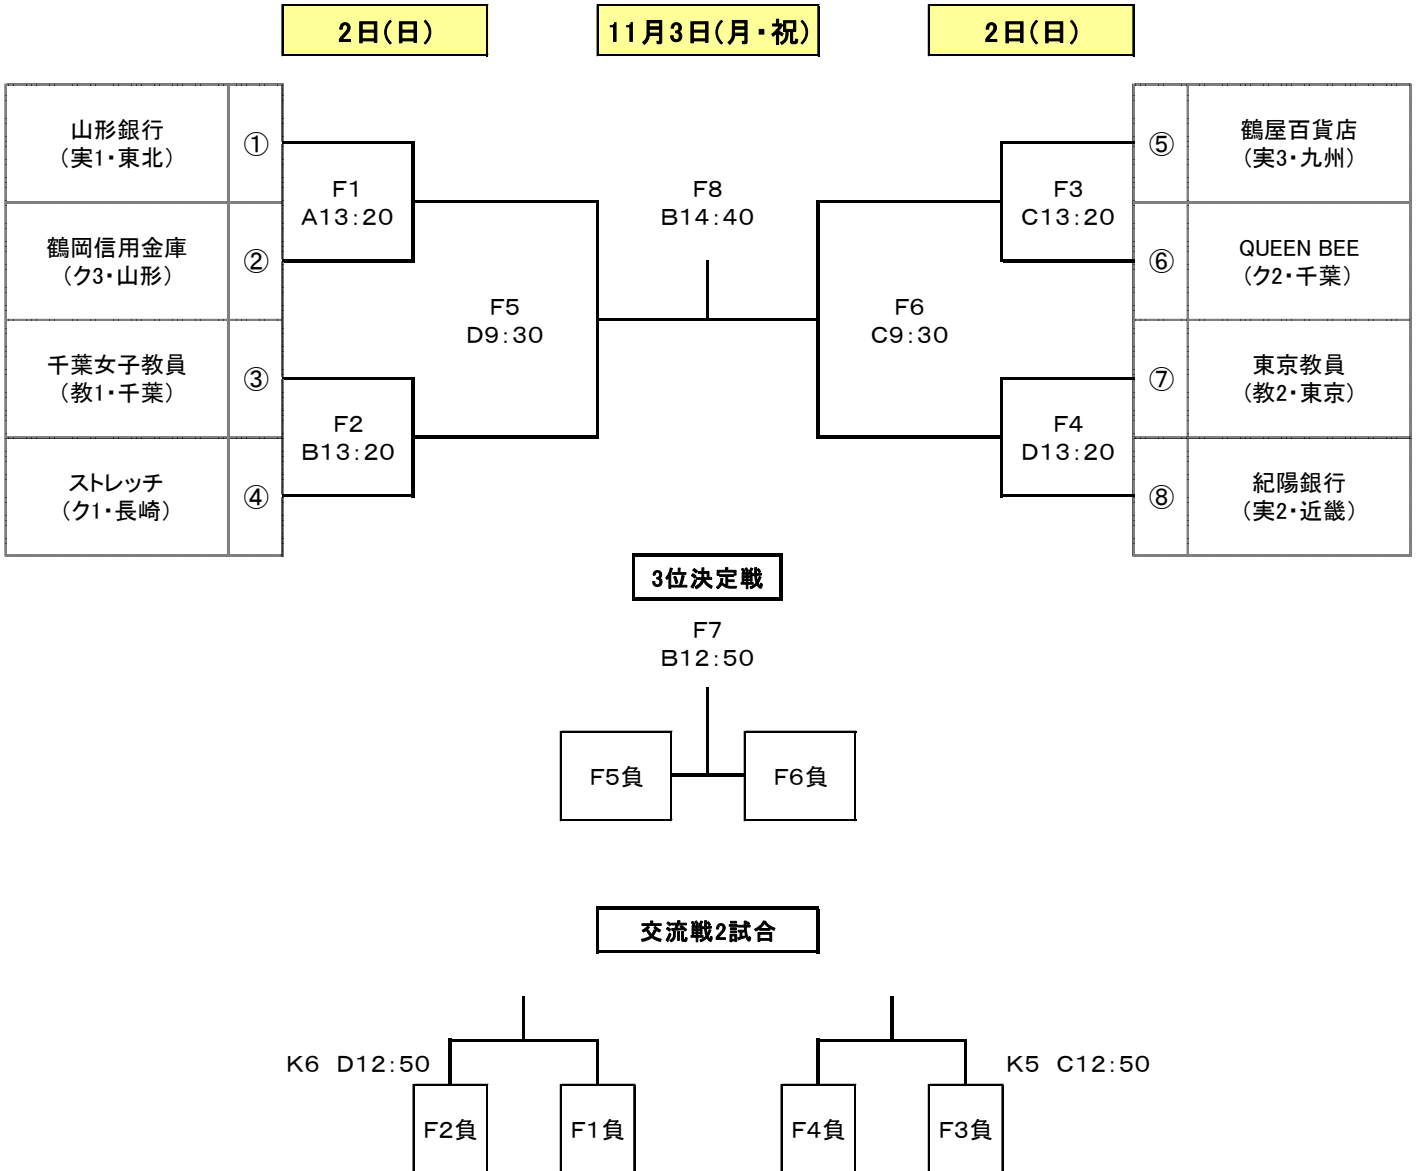 2日(日)
11月3日(月・祝)
2日(日)
山形銀行
(実1・東北)
①
鶴岡信用金庫
(ク3・山形)
②
千葉女子教員
(教1・千葉)
③
ストレッチ
(ク1・長崎)
④
F1
A13:20
F2
B13:20
F5
D9:30
F8
B14:40
F6
C9:30
F3
C13:20
F4
D13:20
⑤
鶴屋百貨店
(実3・九州)
⑥
QUEEN BEE
(ク2・千葉)
⑦
東京教員
(教2・東京)
⑧
紀陽銀行
(実2・近畿)
3位決定戦
F7
B12:50
F5負
F6負
交流戦2試合
K6 D12:50
K5 C12:50
F2負
F1負
F4負
F3負